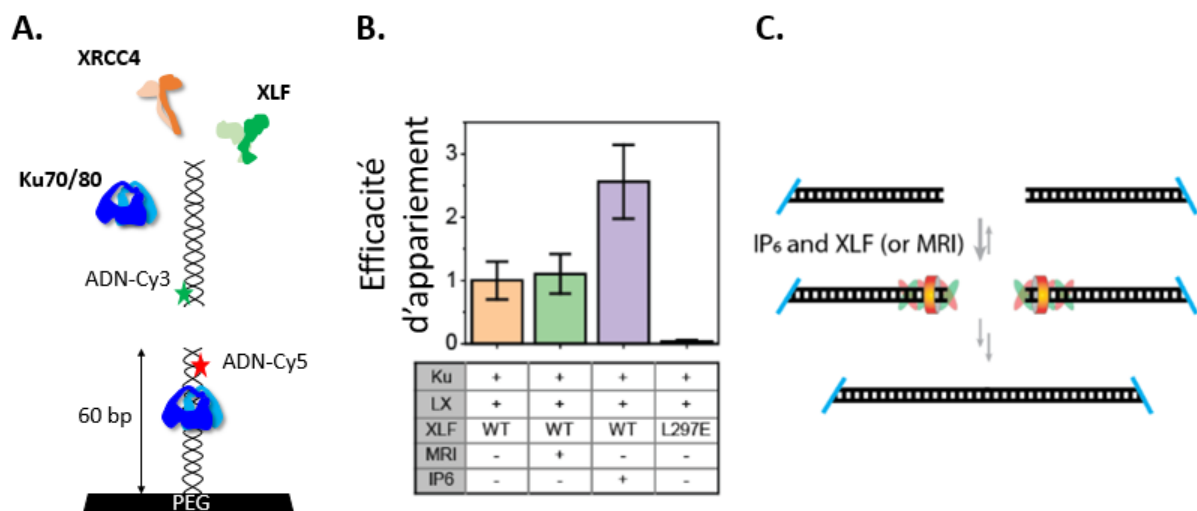 A.
XRCC4
XLF
Ku70/80
ADN-Cy3
ADN-Cy5
60 bp
PEG
B.
Efficacité
d'appariement
3
2
1
0
Ku + + + +
LX + + + +
XLF WT WT WT L297E
MRI - + - -
IP6 - - + -
C.
IP₆ and XLF (or MRI)